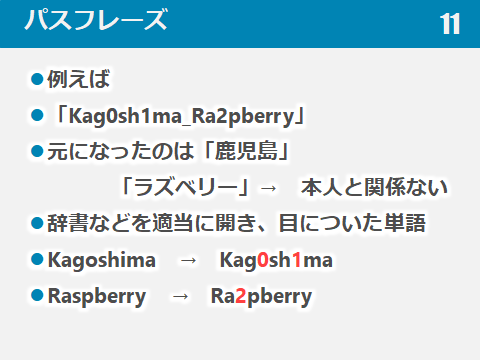 パスフレーズ
11
●例えば
●「Kag0sh1ma_Ra2pberry」
●元になったのは「鹿児島」
「ラズベリー」→　本人と関係ない
●辞書などを適当に開き、目についた単語
●Kagoshima　→　Kag0sh1ma
●Raspberry　→　Ra2pberry